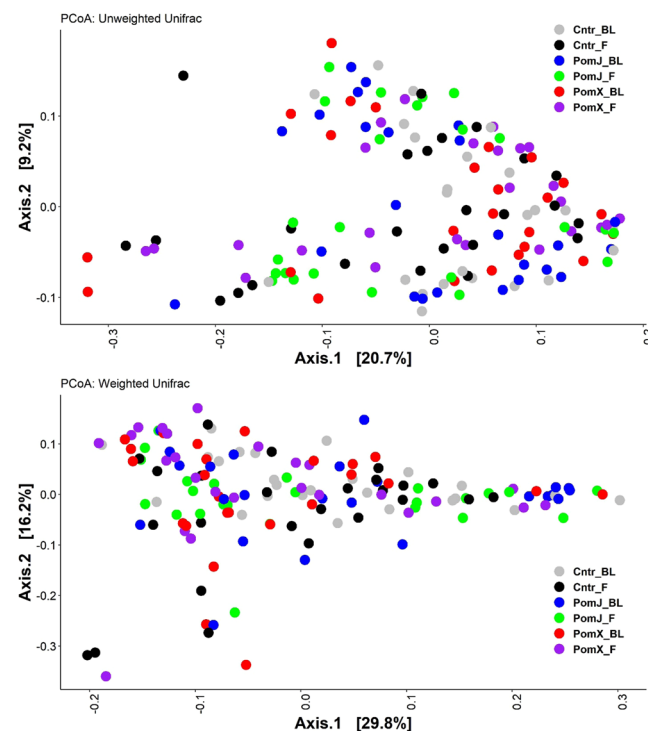 PCoA: Unweighted Unifrac
Cntr_BL
Cntr_F
PomJ_BL
PomJ_F
PomX_BL
PomX_F
0.1
0.0
-0.1
Axis.2 [9.2%]
-0.3
-0.2
-0.1
0.0
0.1
0.2
Axis.1 [20.7%]
PCoA: Weighted Unifrac
0.1
0.0
-0.1
-0.2
-0.3
Axis.2 [16.2%]
Cntr_BL
Cntr_F
PomJ_BL
PomJ_F
PomX_BL
PomX_F
-0.2
-0.1
0.0
0.1
0.2
0.3
Axis.1 [29.8%]